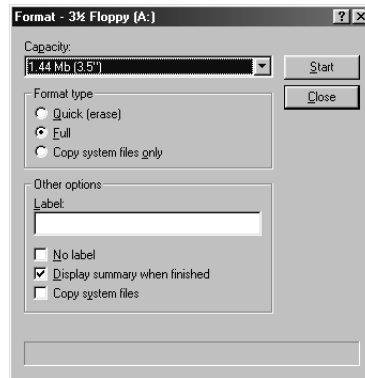 Format - 3½ Floppy (A:)
Capacity:
1.44 Mb (3.5")
Start
Close
Format type
Quick (erase)
Full
Copy system files only
Other options
Label:
No label
Display summary when finished
Copy system files